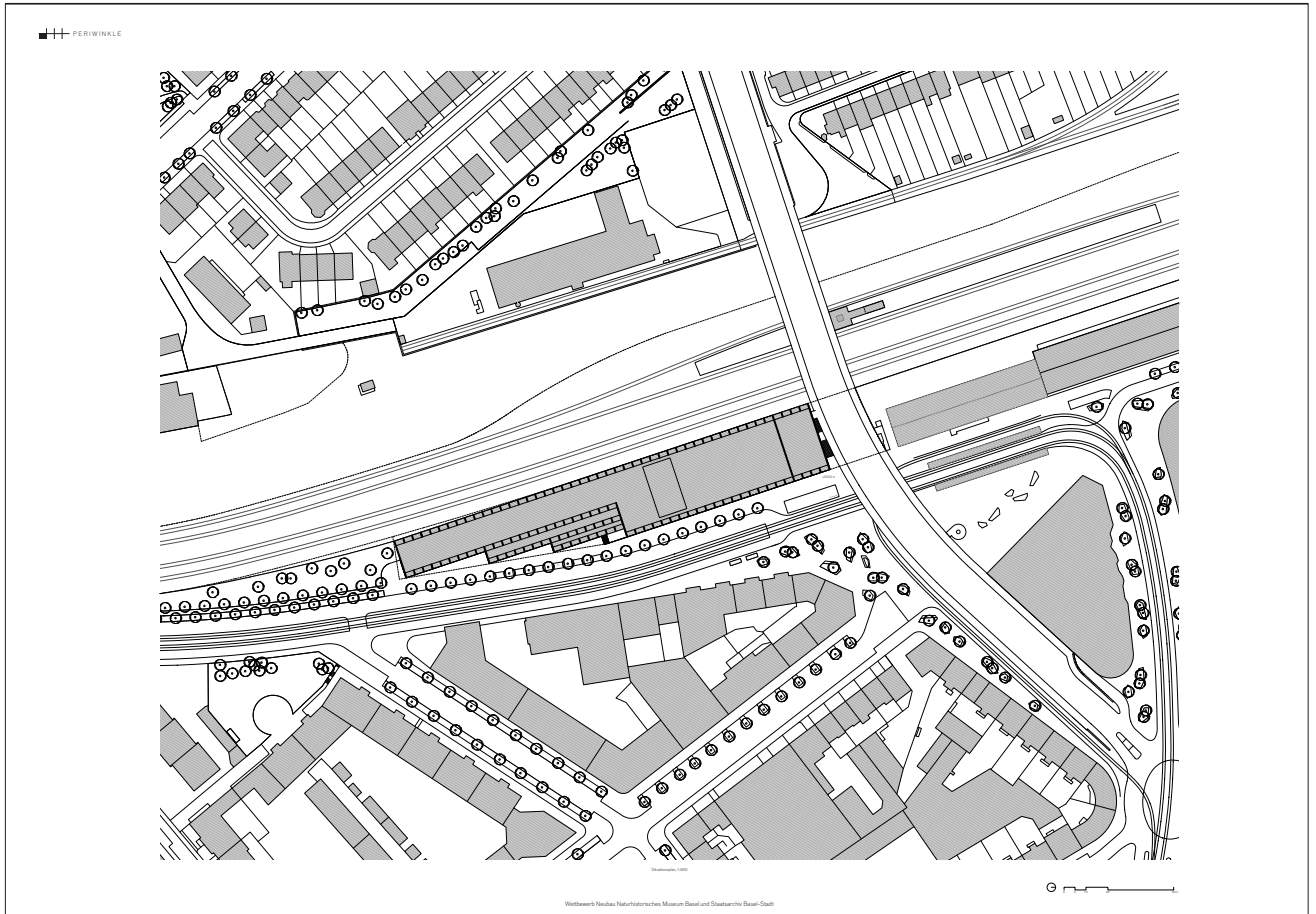 PERIWINKLE
Situationsplan, 1:500
Wettbewerb Neubau Naturhistorisches Museum Basel und Staatsarchiv Basel-Stadt